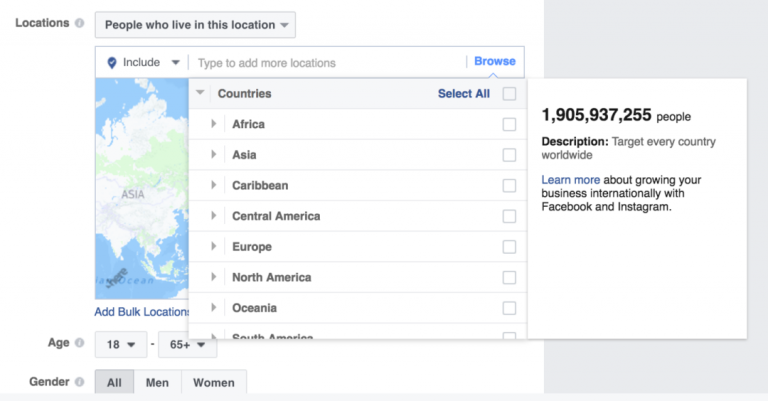 Locations
People who live in this location
Include
Type to add more locations
Browse
Countries
Select All
Africa
Asia
Caribbean
Central America
Europe
North America
Oceania
South America
1,905,937,255 people
Description: Target every country
worldwide
Learn more about growing your
business internationally with
Facebook and Instagram.
ASIA
Ocean
Add Bulk Locations
Age
18 - 65+
Gender
All Men Women